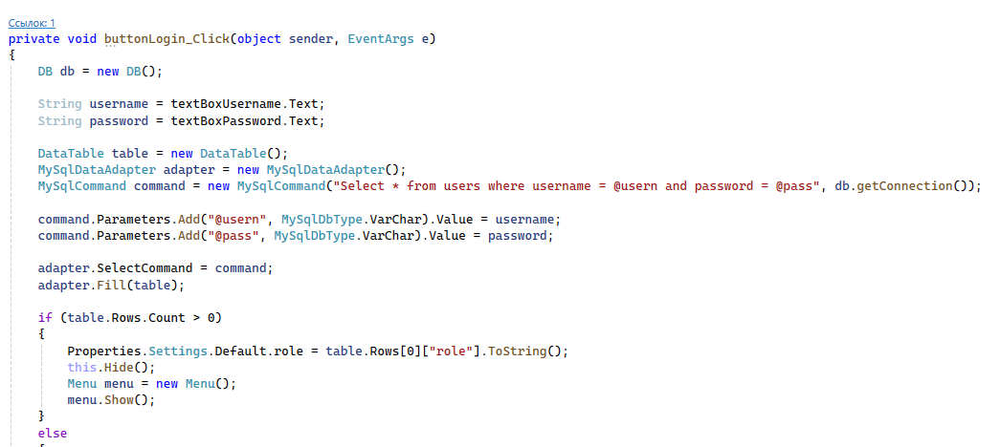 Ссылок: 1
private void buttonLogin_Click(object sender, EventArgs e)
{
DB db = new DB();
String username = textBoxUsername.Text;
String password = textBoxPassword.Text;
DataTable table = new DataTable();
MySqlDataAdapter adapter = new MySqlDataAdapter();
MySqlCommand command = new MySqlCommand("Select * from users where username = @usern and password = @pass", db.getConnection());
command.Parameters.Add("@usern", MySqlDbType.VarChar).Value = username;
command.Parameters.Add("@pass", MySqlDbType.VarChar).Value = password;
adapter.SelectCommand = command;
adapter.Fill(table);
if (table.Rows.Count > 0)
{
Properties.Settings.Default.role = table.Rows[0]["role"].ToString();
this.Hide();
Menu menu = new Menu();
menu.Show();
}
else
{